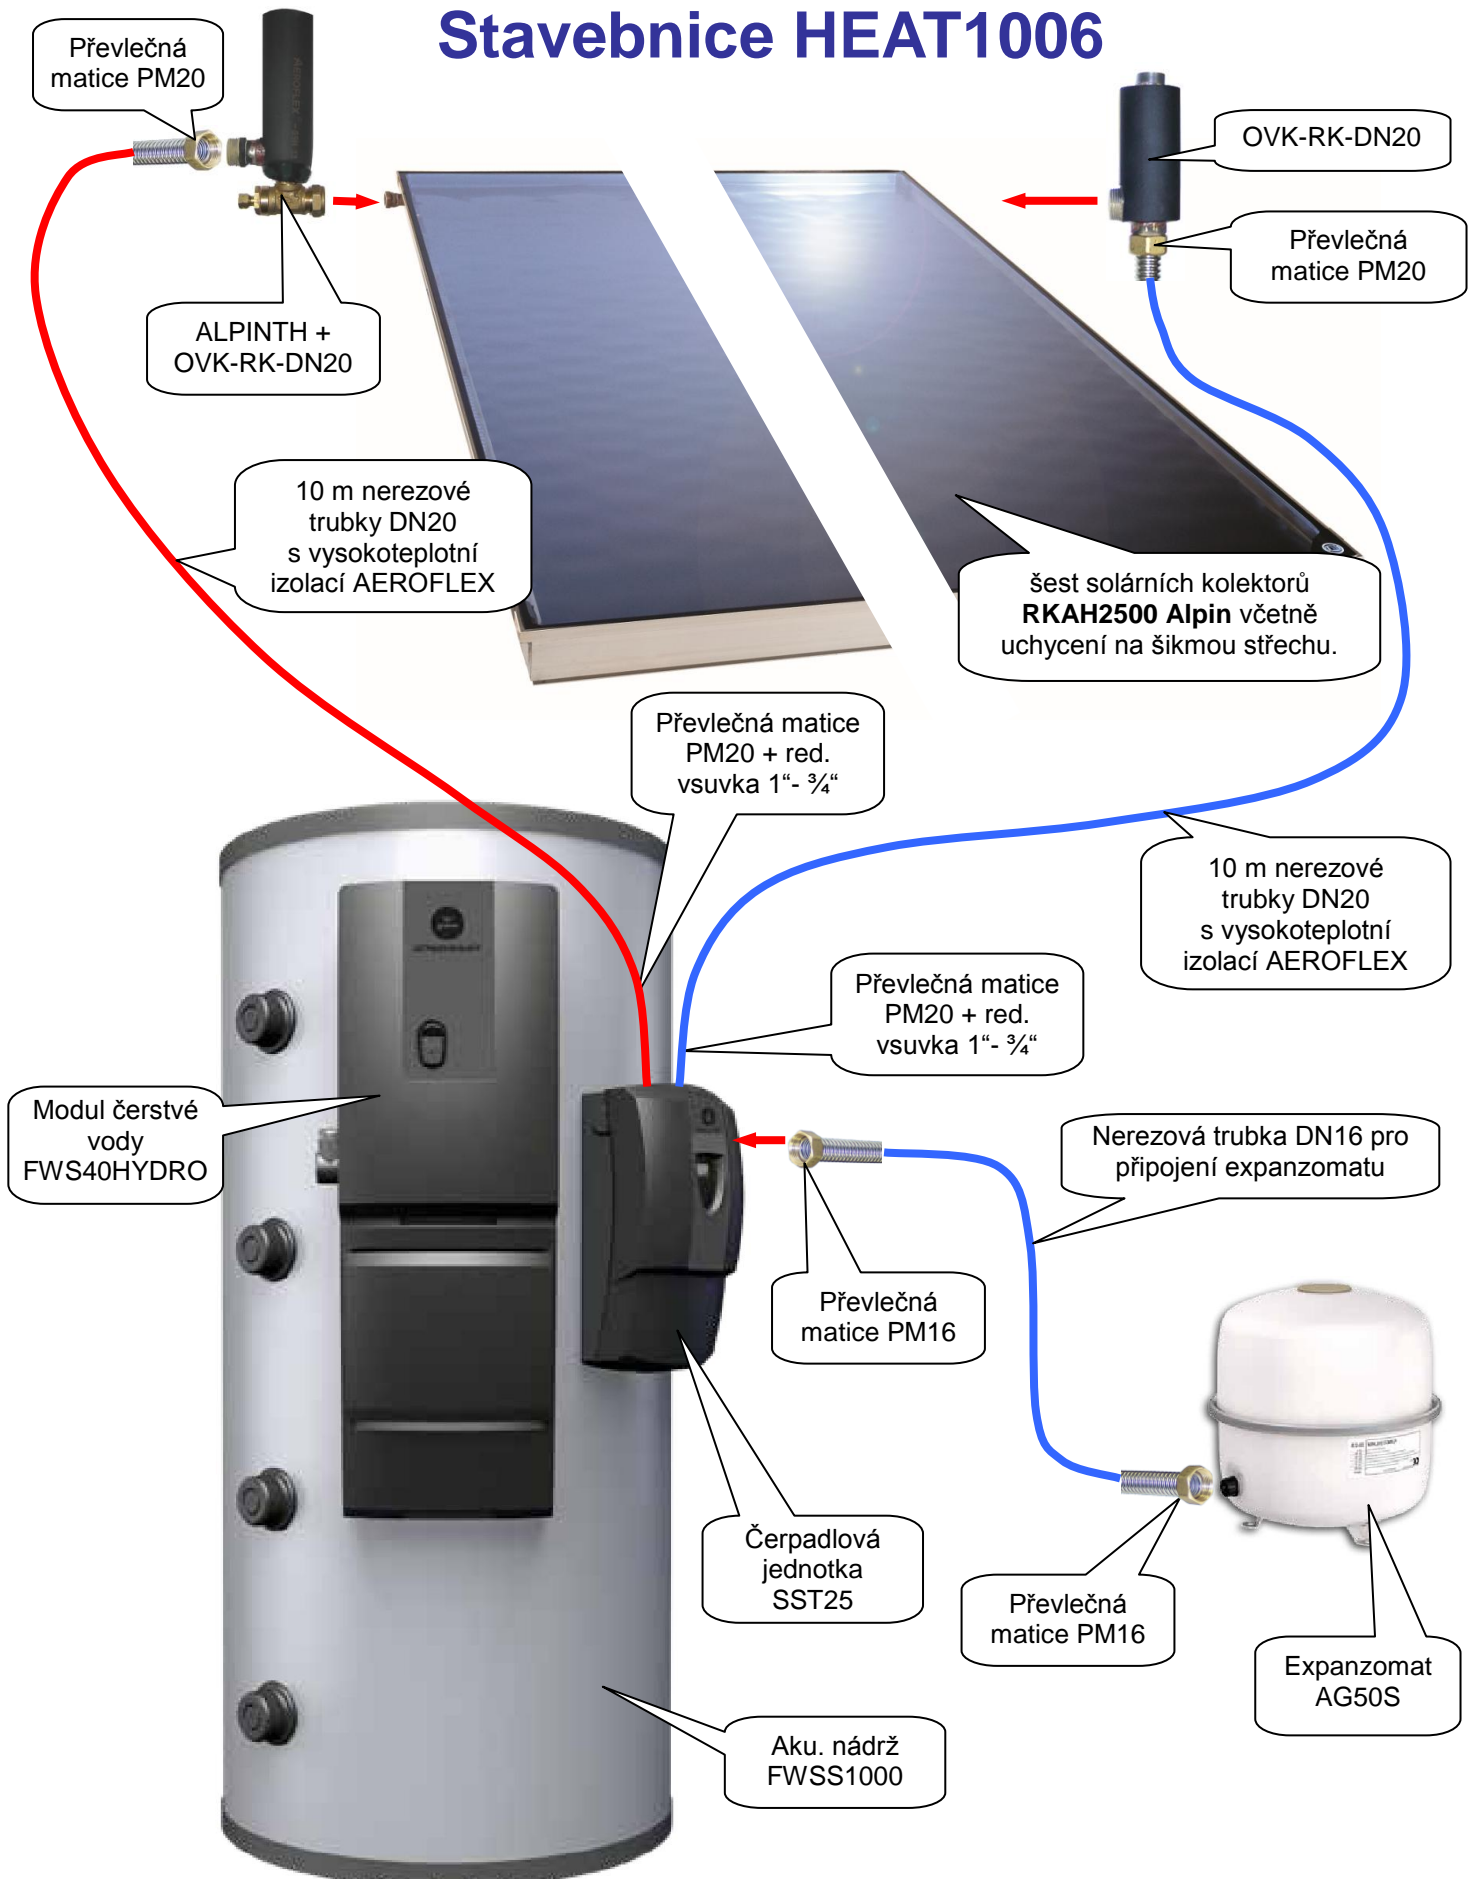 Stavebnice HEAT1006
Převlečná
matice PM20
OVK-RK-DN20
Převlečná
matice PM20
ALPINTH +
OVK-RK-DN20
10 m nerezové
trubky DN20
s vysokoteplotní
izolací AEROFLEX
šest solárních kolektorů
RKAH2500 Alpin včetně
uchycení na šikmou střechu.
Převlečná matice
PM20 + red.
vsuvka 1“- ¾“
10 m nerezové
trubky DN20
s vysokoteplotní
izolací AEROFLEX
Převlečná matice
PM20 + red.
vsuvka 1“- ¾“
Modul čerstvé
vody
FWS40HYDRO
Nerezová trubka DN16 pro
připojení expanzomatu
Převlečná
matice PM16
Čerpadlová
jednotka
SST25
Převlečná
matice PM16
Expanzomat
AG50S
Aku. nádrž
FWSS1000